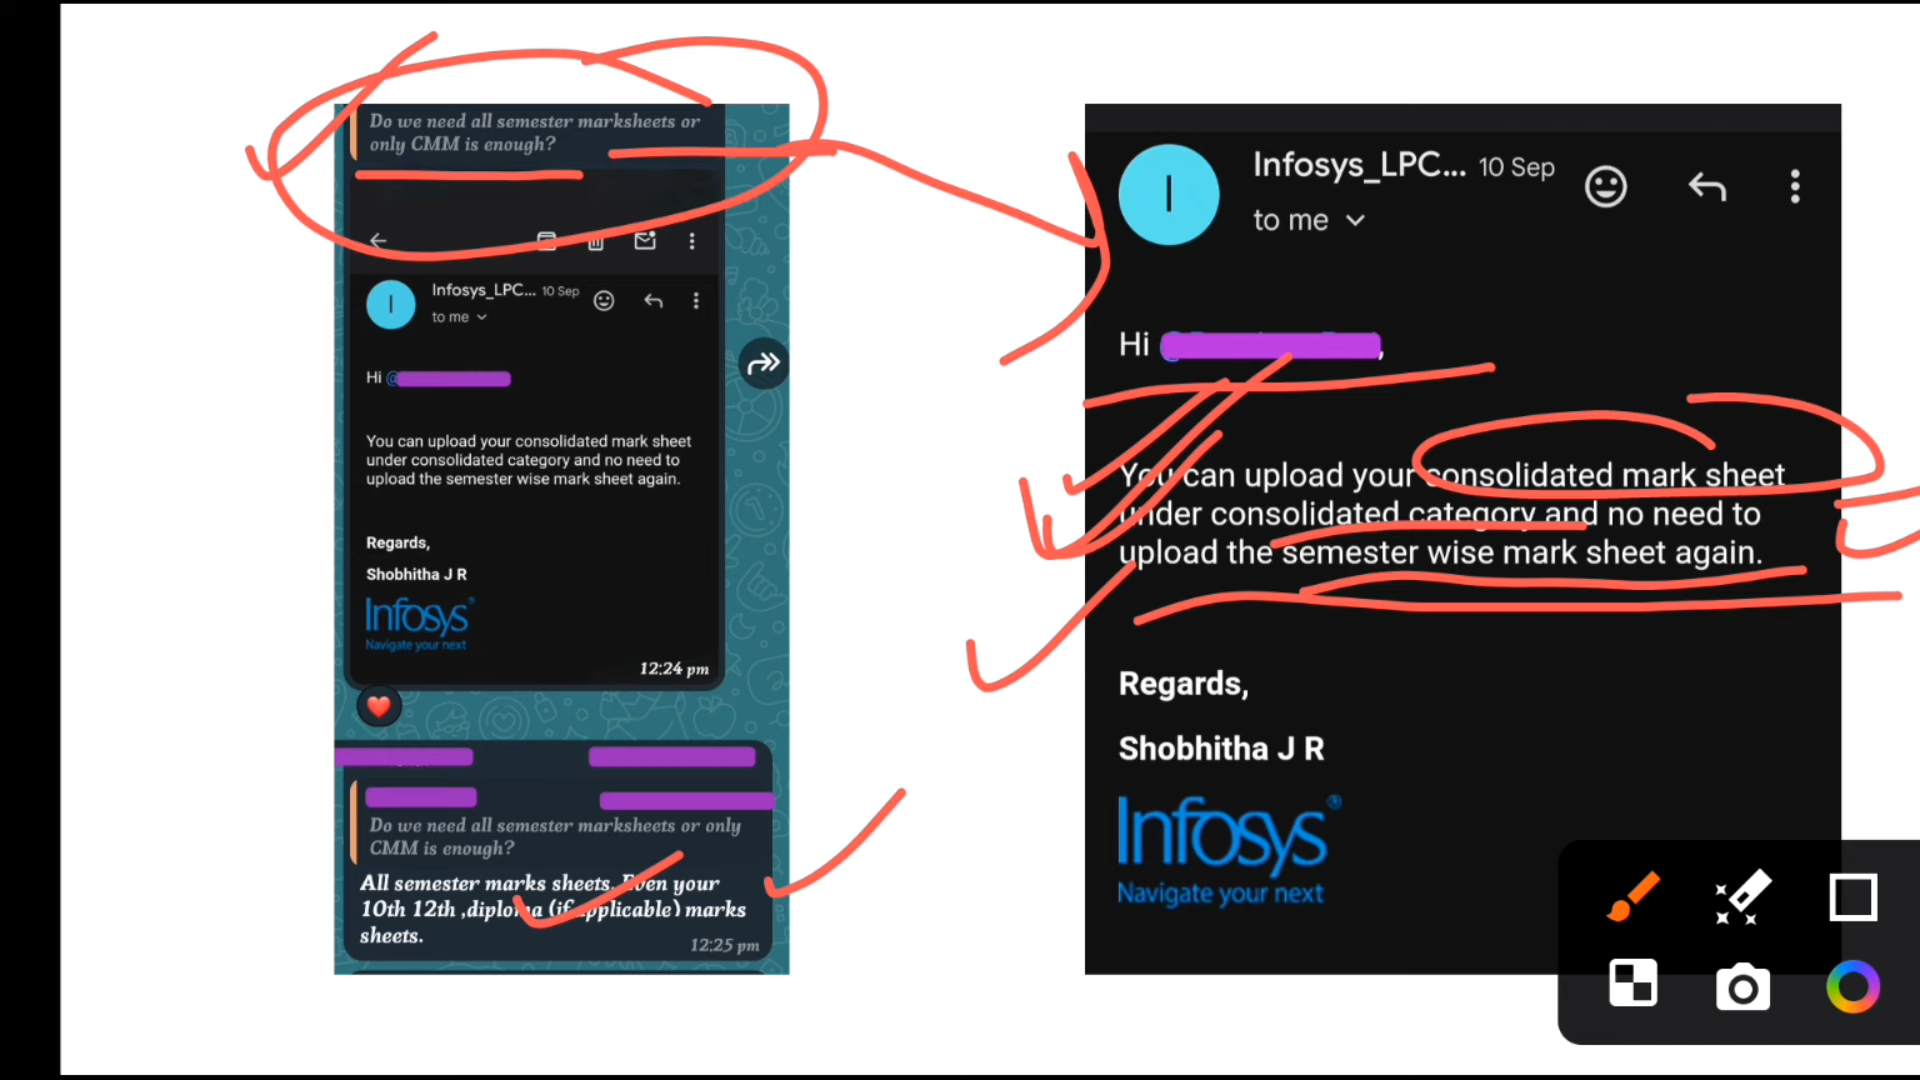 Do we need all semester marksheets or
only CMM is enough?
Infosys_LPC... 10 Sep
to me
I
Hi @
You can upload your consolidated mark sheet
under consolidated category and no need to
upload the semester wise mark sheet again.
Regards,
Shobhitha J R
Infosys®
Navigate your next
12:24 pm
Do we need all semester marksheets or only
CMM is enough?
All semester marks sheets. Even your
10th 12th ,diploma (if applicable) marks
sheets.
12:25 pm
Infosys_LPC... 10 Sep
I
to me
Hi @ ,
You can upload your consolidated mark sheet
under consolidated category and no need to
upload the semester wise mark sheet again.
Regards,
Shobhitha J R
Infosys®
Navigate your next